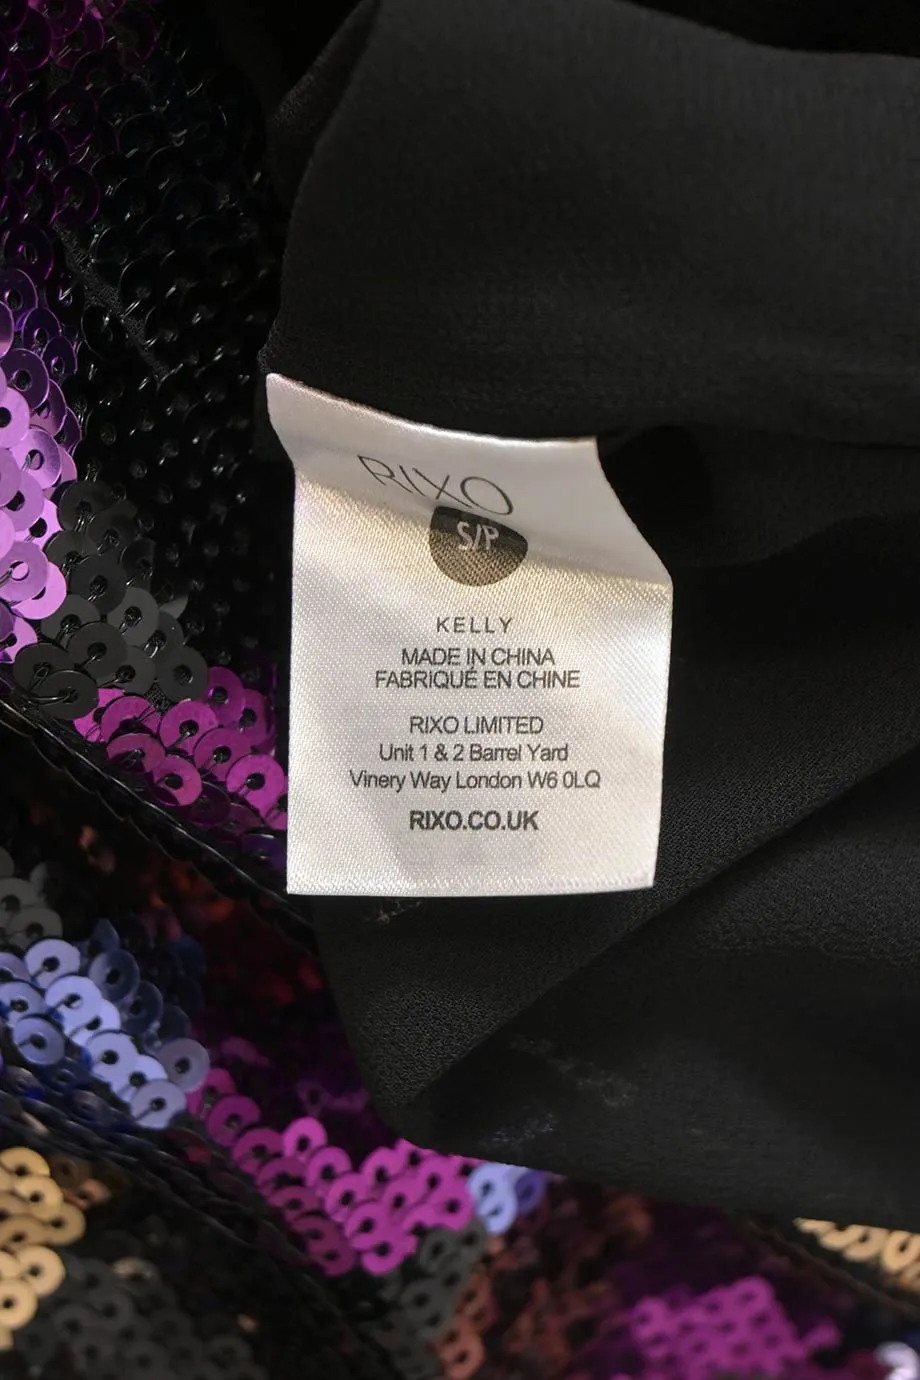 RIXO
S/P
KELLY
MADE IN CHINA
FABRIQUÉ EN CHINE
RIXO LIMITED
Unit 1 & 2 Barrel Yard
Vinery Way London W6 0LQ
RIXO.CO.UK